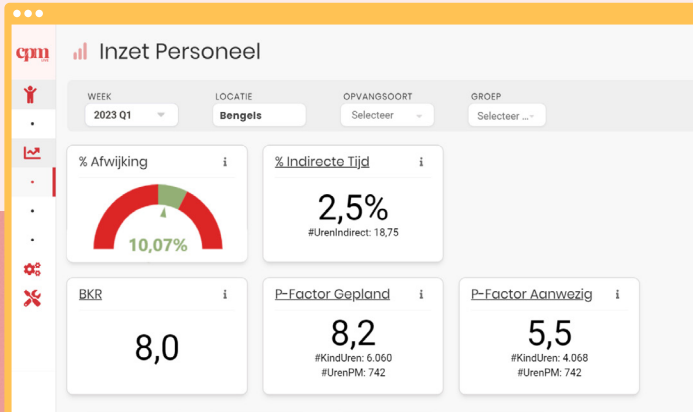 cpm
Inzet Personeel
WEEK
LOCATIE
OPVANGSOORT
GROEP
2023 Q1
Bengels
Selecteer
Selecteer ...
% Afwijking
i
% Indirecte Tijd
i
10,07%
2,5%
#UrenIndirect: 18,75
BKR
i
P-Factor Gepland
i
P-Factor Aanwezig
i
8,0
8,2
#KindUren: 6.060
#UrenPM: 742
5,5
#KindUren: 4.068
#UrenPM: 742